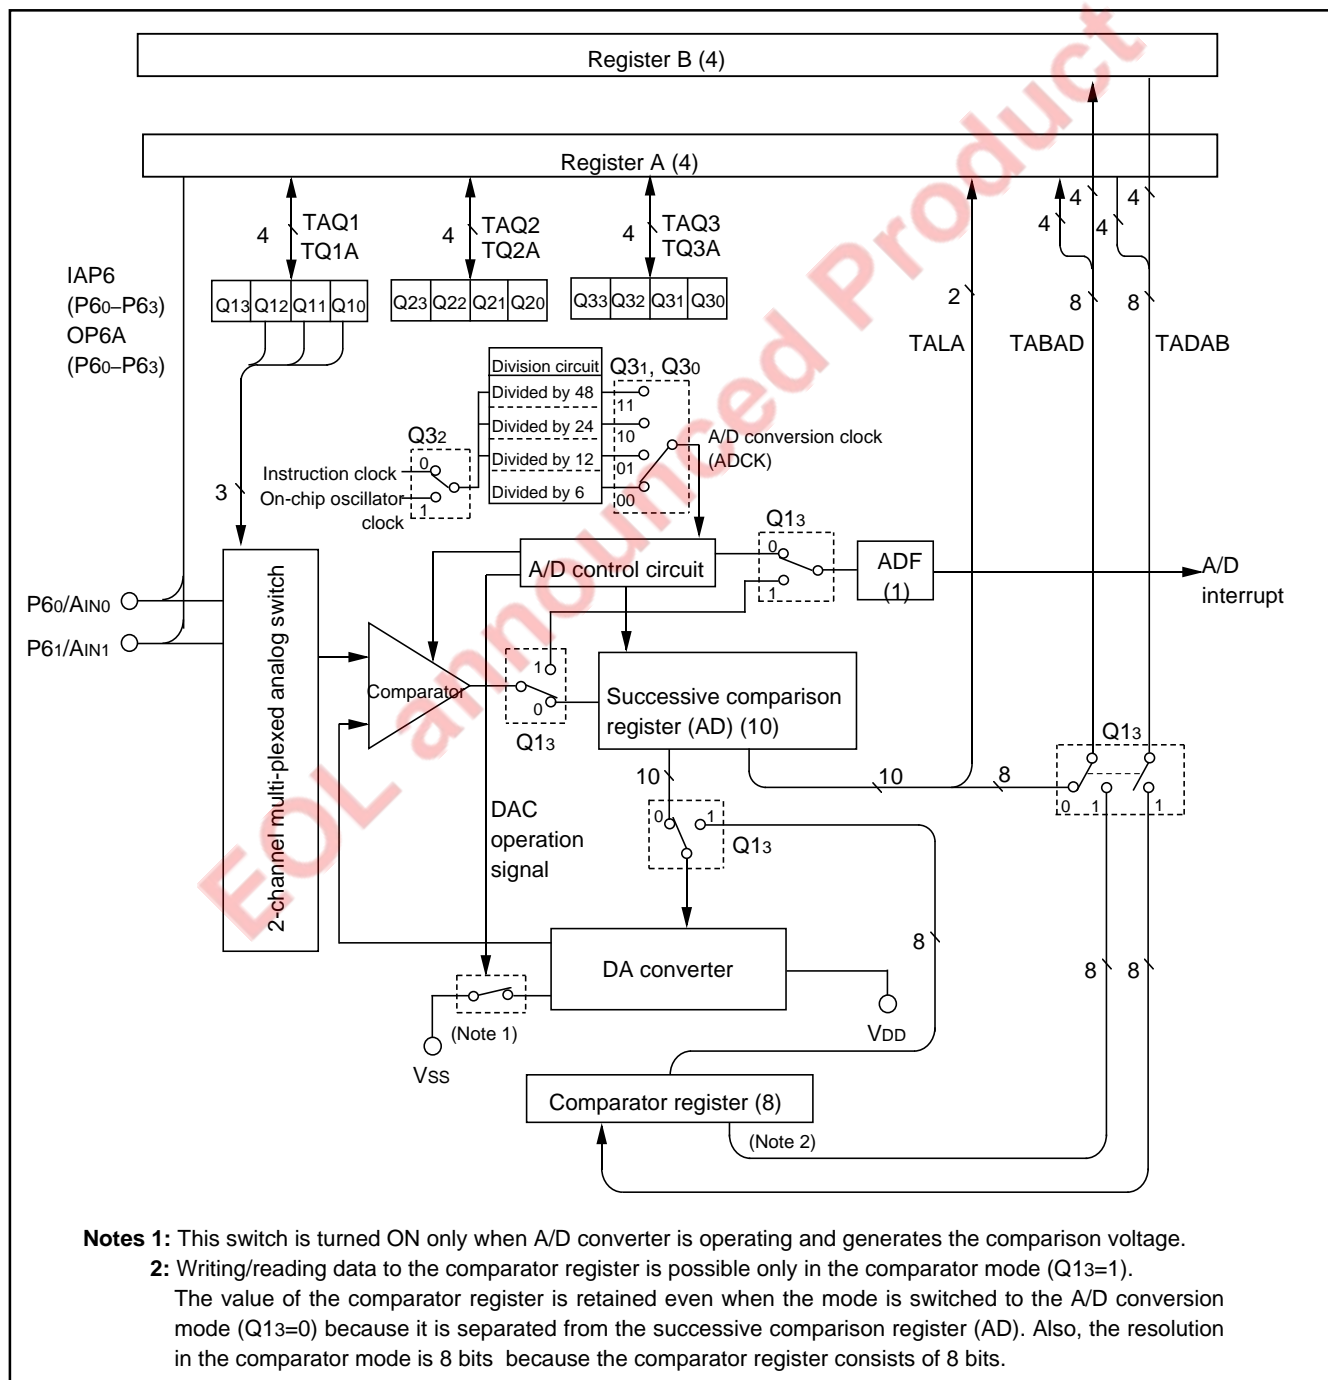 Register B (4)
Register A (4)
4
TAQ1
TQ1A
4
TAQ2
TQ2A
4
TAQ3
TQ3A
4
4
4
4
IAP6
(P60–P63)
OP6A
(P60–P63)
Q13 Q12 Q11 Q10
Q23 Q22 Q21 Q20
Q33 Q32 Q31 Q30
2
8
8
TALA
TABAD
TADAB
Division circuit
Divided by 48
Divided by 24
Divided by 12
Divided by 6
Q31, Q30
11
10
01
00
A/D conversion clock
(ADCK)
Q32
0
1
Instruction clock
On-chip oscillator
clock
3
Q13
0
1
A/D control circuit
ADF
(1)
A/D
interrupt
P60/AIN0
P61/AIN1
2-channel multi-plexed analog switch
Comparator
1
0
Q13
Successive comparison
register (AD) (10)
Q13
0
1
1
10
10
8
DAC
operation
signal
0
1
Q13
8
8
8
DA converter
(Note 1)
VSS
VDD
Comparator register (8)
(Note 2)
EOL announced Product
Notes 1: This switch is turned ON only when A/D converter is operating and generates the comparison voltage.
2: Writing/reading data to the comparator register is possible only in the comparator mode (Q13=1).
The value of the comparator register is retained even when the mode is switched to the A/D conversion
mode (Q13=0) because it is separated from the successive comparison register (AD). Also, the resolution
in the comparator mode is 8 bits because the comparator register consists of 8 bits.